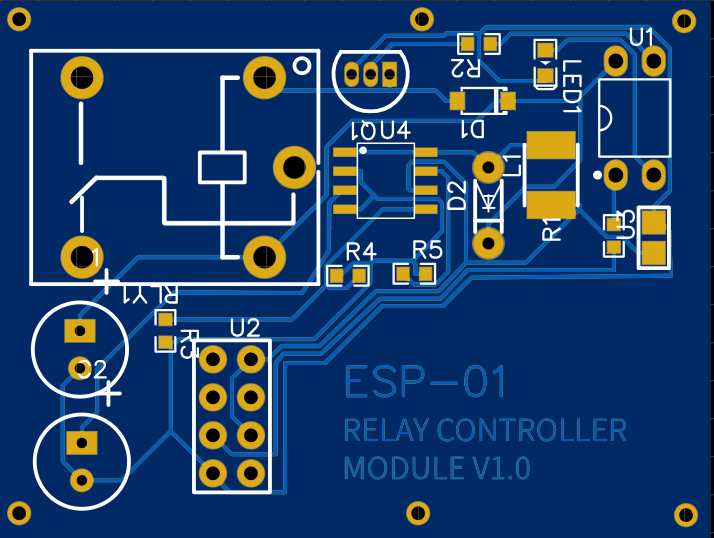 U1
R2
LED1
Q1
U4
D1
L1
D2
R1
R4
R5
1
RLY1
U2
R3
C2
ESP-01
RELAY CONTROLLER
MODULE V1.0